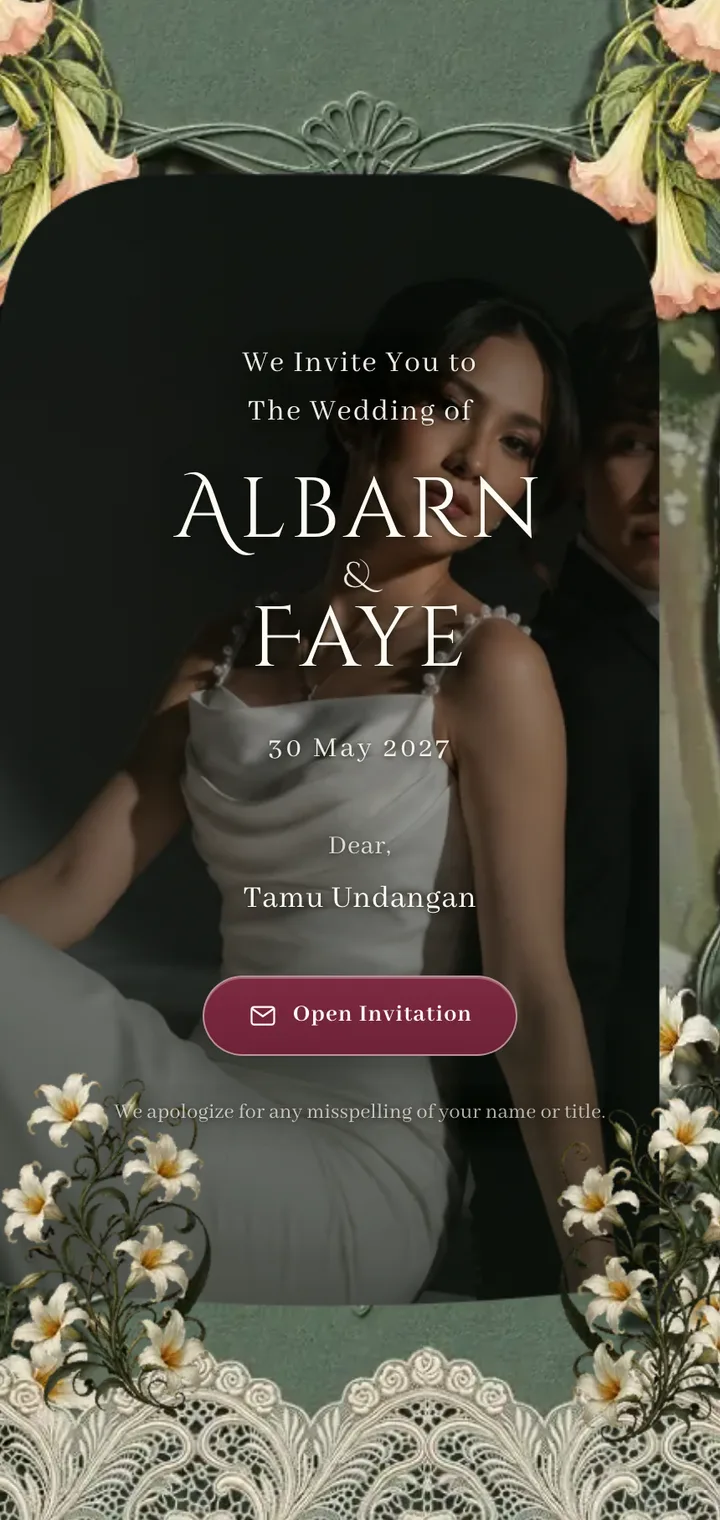 We Invite You to
The Wedding of
ALBARN
&
FAYE
30 May 2027
Dear,
Tamu Undangan
Open Invitation
We apologize for any misspelling of your name or title.